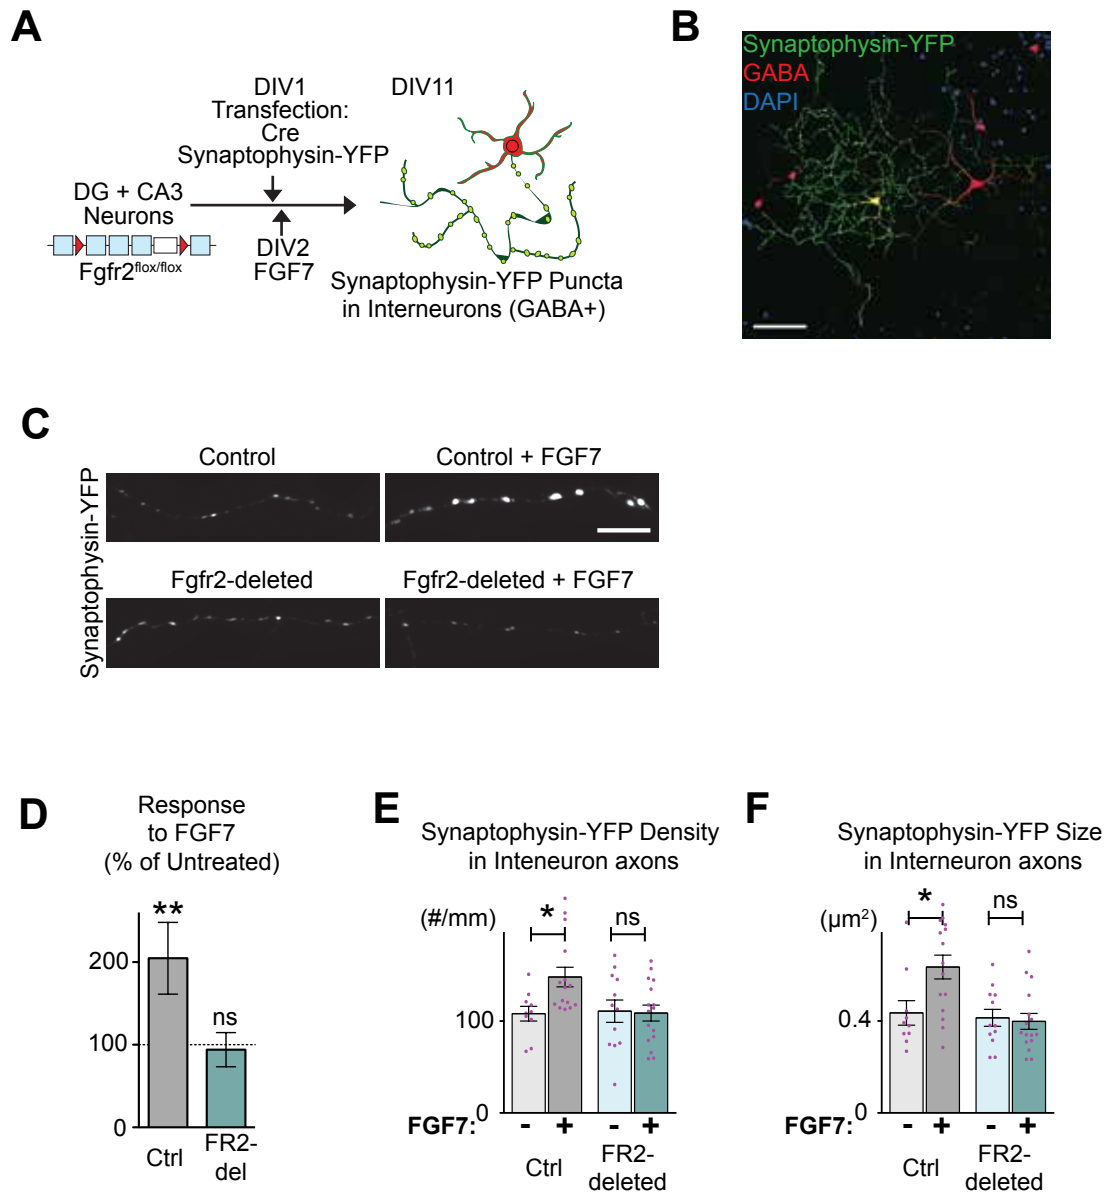 A
DIV1
Transfection:
Cre
Synaptophysin-YFP
DIV11
DG + CA3
Neurons
Fgfr2flox/flox
DIV2
FGF7
Synaptophysin-YFP Puncta
in Interneurons (GABA+)
B
Synaptophysin-YFP
GABA
DAPI
C
Synaptophysin-YFP
Control
Control + FGF7
Fgfr2-deleted
Fgfr2-deleted + FGF7
D
Response
to FGF7
(% of Untreated)
**
200
ns
100
0
Ctrl
FR2-
del
E
Synaptophysin-YFP Density
in Inteneuron axons
(#/mm)
*
ns
100
0
FGF7: - + - +
Ctrl
FR2-
deleted
F
Synaptophysin-YFP Size
in Interneuron axons
(μm²)
*
ns
0.4
0
FGF7: - + - +
Ctrl
FR2-
deleted